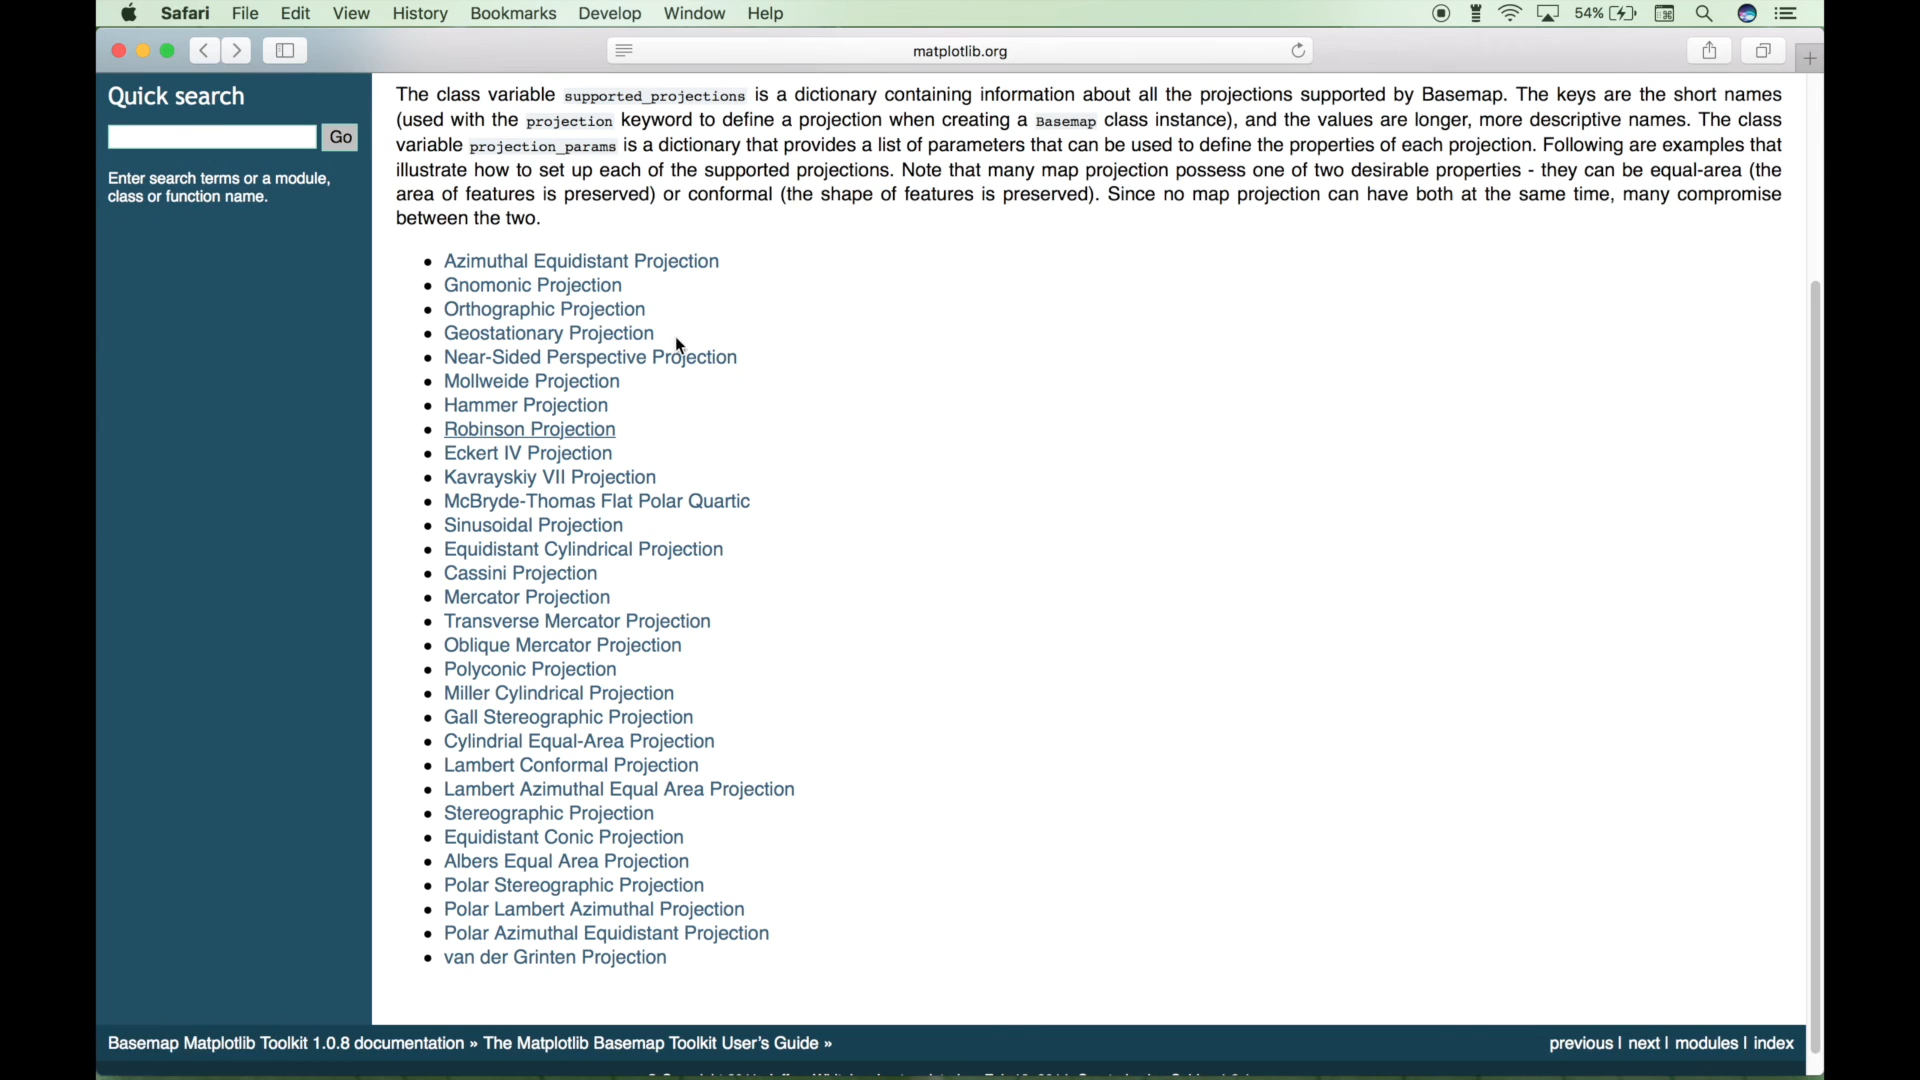 Safari File Edit View History Bookmarks Develop Window Help 54%
matplotlib.org
Quick search
Go
Enter search terms or a module,
class or function name.
The class variable supported_projections is a dictionary containing information about all the projections supported by Basemap. The keys are the short names
(used with the projection keyword to define a projection when creating a Basemap class instance), and the values are longer, more descriptive names. The class
variable projection_params is a dictionary that provides a list of parameters that can be used to define the properties of each projection. Following are examples that
illustrate how to set up each of the supported projections. Note that many map projection possess one of two desirable properties - they can be equal-area (the
area of features is preserved) or conformal (the shape of features is preserved). Since no map projection can have both at the same time, many compromise
between the two.
Azimuthal Equidistant Projection
Gnomonic Projection
Orthographic Projection
Geostationary Projection
Near-Sided Perspective Projection
Mollweide Projection
Hammer Projection
Robinson Projection
Eckert IV Projection
Kavrayskiy VII Projection
McBryde-Thomas Flat Polar Quartic
Sinusoidal Projection
Equidistant Cylindrical Projection
Cassini Projection
Mercator Projection
Transverse Mercator Projection
Oblique Mercator Projection
Polyconic Projection
Miller Cylindrical Projection
Gall Stereographic Projection
Cylindrial Equal-Area Projection
Lambert Conformal Projection
Lambert Azimuthal Equal Area Projection
Stereographic Projection
Equidistant Conic Projection
Albers Equal Area Projection
Polar Stereographic Projection
Polar Lambert Azimuthal Projection
Polar Azimuthal Equidistant Projection
van der Grinten Projection
Basemap Matplotlib Toolkit 1.0.8 documentation » The Matplotlib Basemap Toolkit User's Guide » previous | next | modules | index